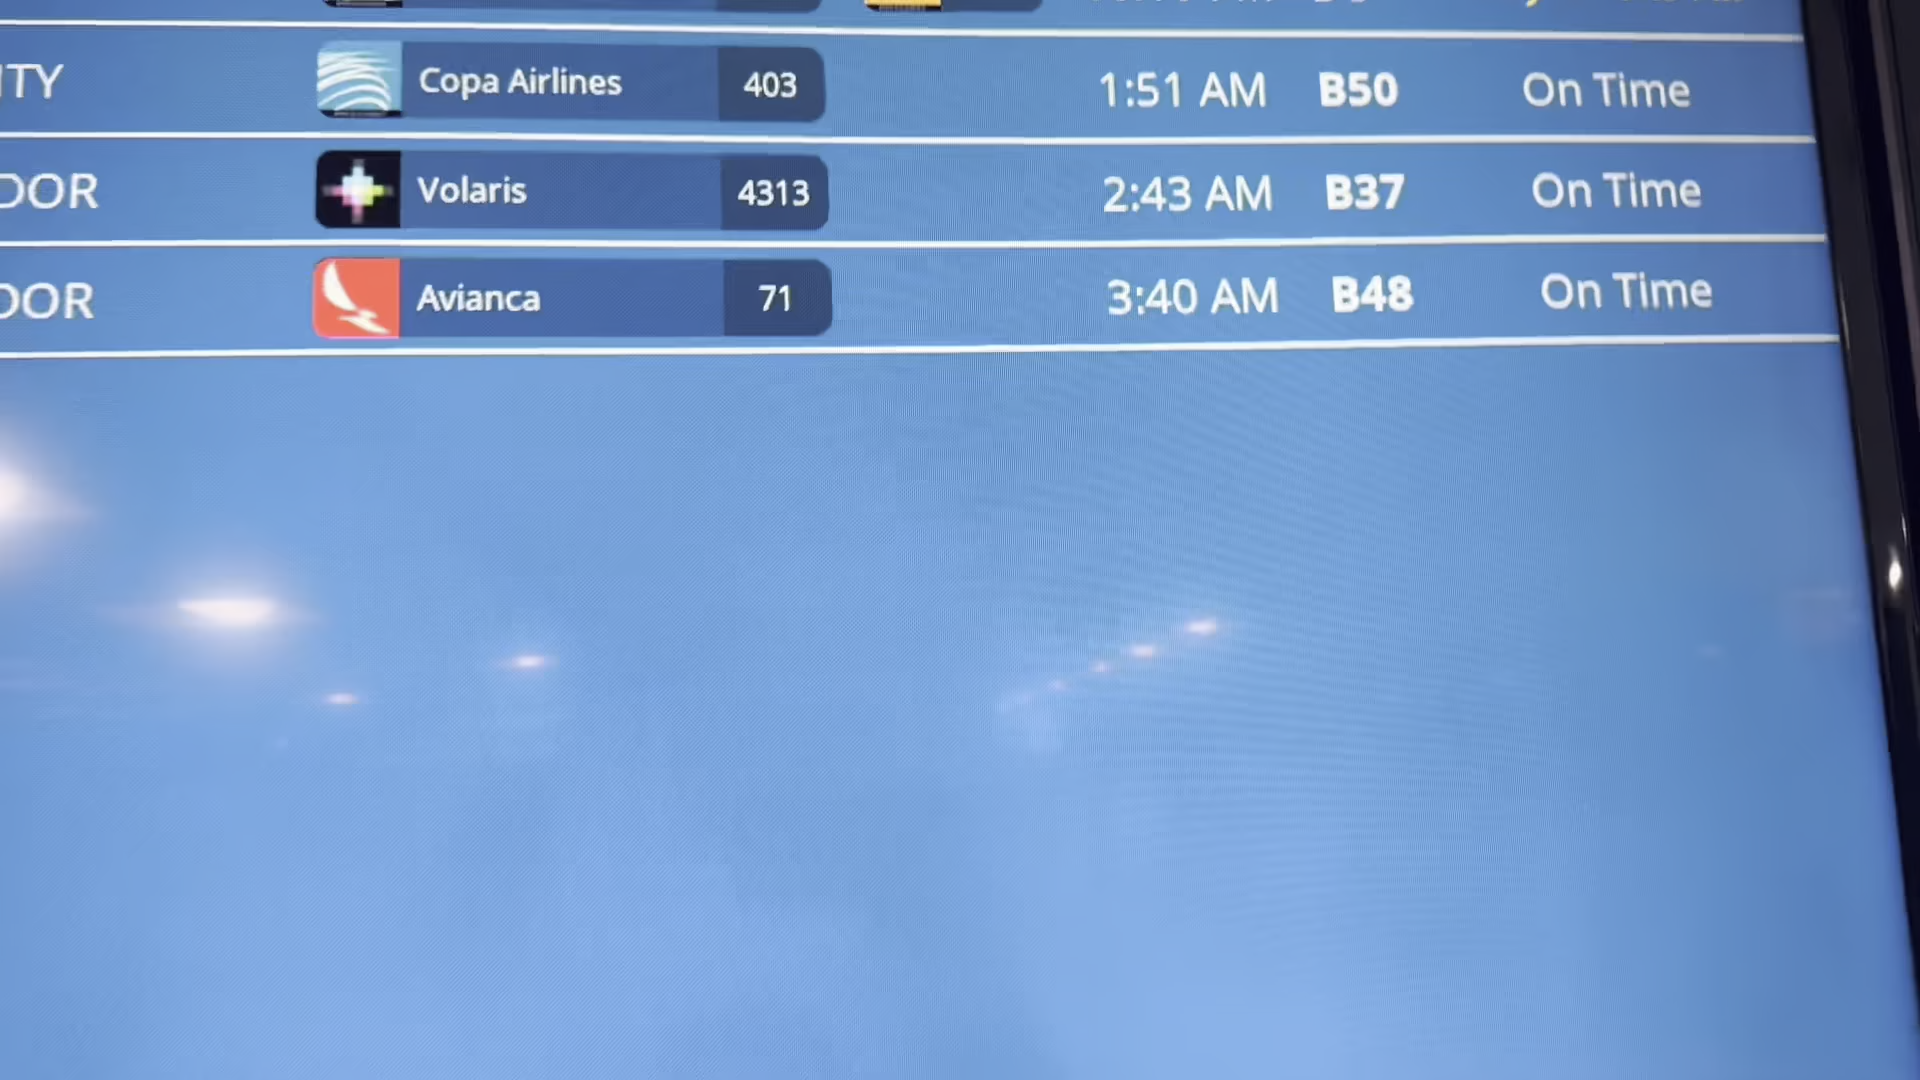 ITY Copa Airlines 403 1:51 AM B50 On Time
DOR Volaris 4313 2:43 AM B37 On Time
DOR Avianca 71 3:40 AM B48 On Time